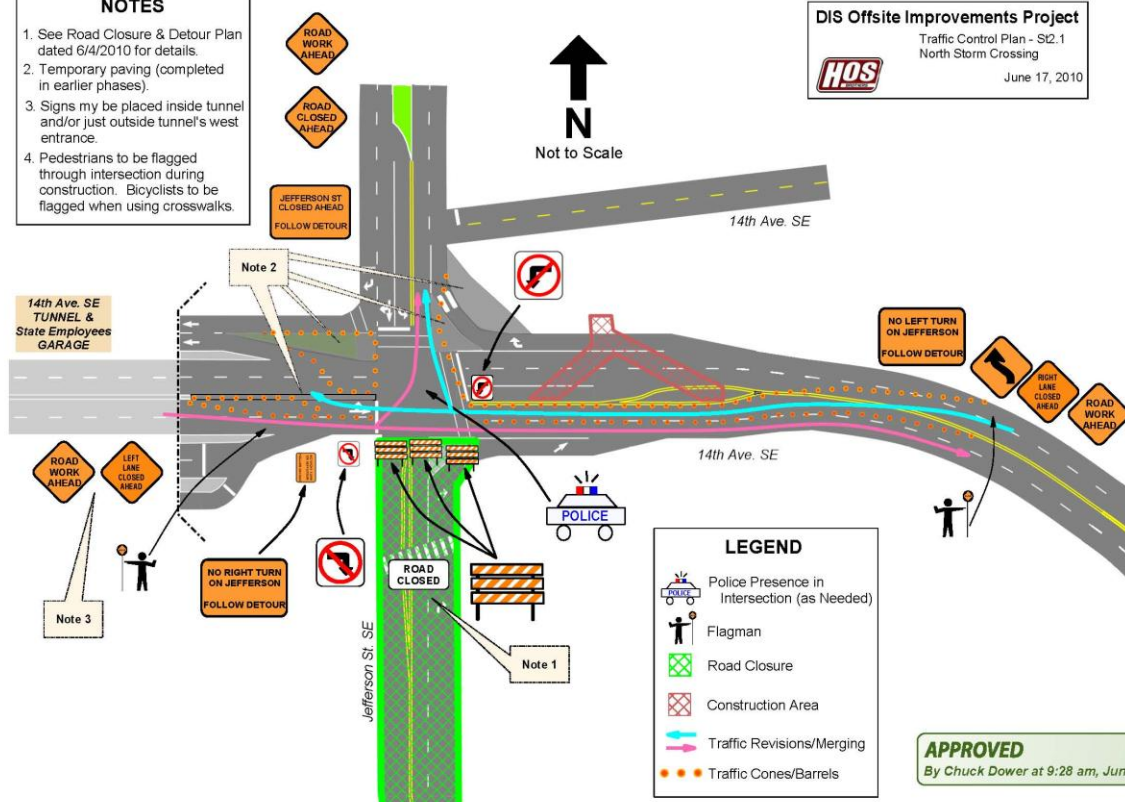 NOTES
1. See Road Closure & Detour Plan
dated 6/4/2010 for details.
2. Temporary paving (completed
in earlier phases).
3. Signs my be placed inside tunnel
and/or just outside tunnel's west
entrance.
4. Pedestrians to be flagged
through intersection during
construction. Bicyclists to be
flagged when using crosswalks.
ROAD
WORK
AHEAD
ROAD
CLOSED
AHEAD
JEFFERSON ST
CLOSED AHEAD
FOLLOW DETOUR
N
Not to Scale
DIS Offsite Improvements Project
Traffic Control Plan - St2.1
North Storm Crossing
HOS
June 17, 2010
14th Ave. SE
Note 2
14th Ave. SE
TUNNEL &
State Employees
GARAGE
NO LEFT TURN
ON JEFFERSON
FOLLOW DETOUR
RIGHT
LANE
CLOSED
AHEAD
ROAD
WORK
AHEAD
14th Ave. SE
ROAD
WORK
AHEAD
LEFT
LANE
CLOSED
AHEAD
Note 3
NO RIGHT TURN
ON JEFFERSON
FOLLOW DETOUR
ROAD
CLOSED
Note 1
Jefferson St. SE
POLICE
LEGEND
POLICE
Police Presence in
Intersection (as Needed)
Flagman
Road Closure
Construction Area
Traffic Revisions/Merging
Traffic Cones/Barrels
APPROVED
By Chuck Dower at 9:28 am, Jun